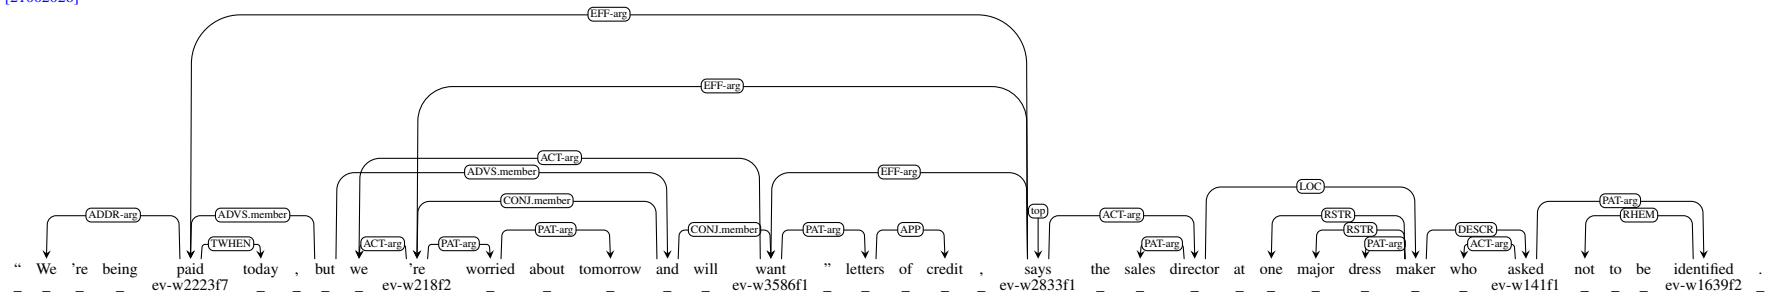 [21002020]
EFF-arg
EFF-arg
ACT-arg
ADVS.member EFF-arg
LOC
CONJ.member PAT-arg
ADDR-arg ADVS.member top ACT-arg RSTR RHEM
PAT-arg CONJ.member PAT-arg APP RSTR DESCR
TWHEN ACT-arg PAT-arg PAT-arg ACT-arg
“ We 're being paid today , but we 're worried about tomorrow and will want ” letters of credit , says the sales director at one major dress maker who asked not to be identified .
_ _ _ _ ev-w2223f7 _ _ _ _ ev-w218f2 _ _ _ _ _ ev-w3586f1 _ _ _ _ _ ev-w2833f1 _ _ _ _ _ _ _ _ _ ev-w141f1 _ _ _ ev-w1639f2 _